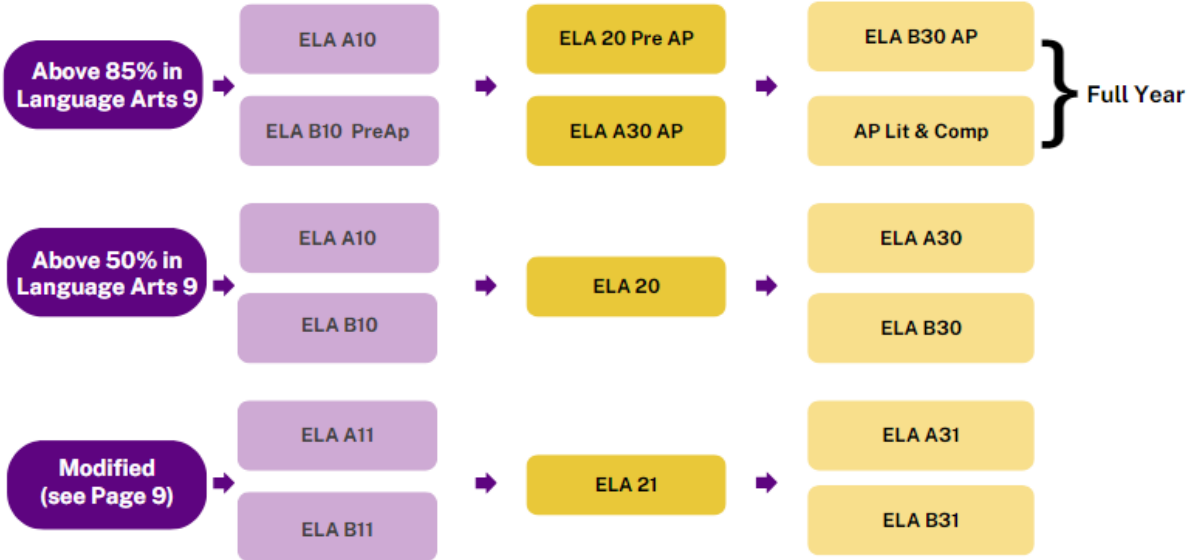 Above 85% in
Language Arts 9
ELA A10
ELA B10 PreAp
ELA 20 Pre AP
ELA A30 AP
ELA B30 AP
AP Lit & Comp
Full Year
Above 50% in
Language Arts 9
ELA A10
ELA B10
ELA 20
ELA A30
ELA B30
Modified
(see Page 9)
ELA A11
ELA B11
ELA 21
ELA A31
ELA B31